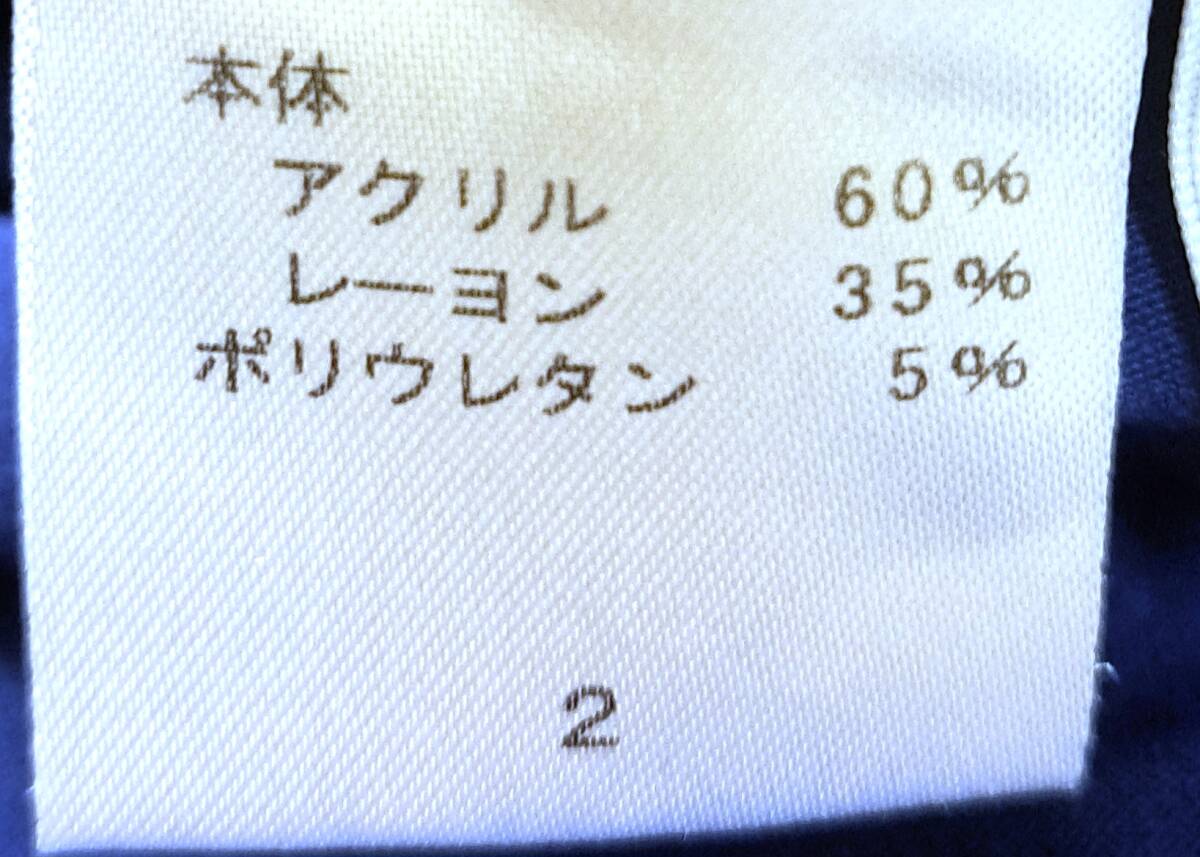 本体
アクリル 60%
レーヨン 35%
ポリウレタン 5%
2